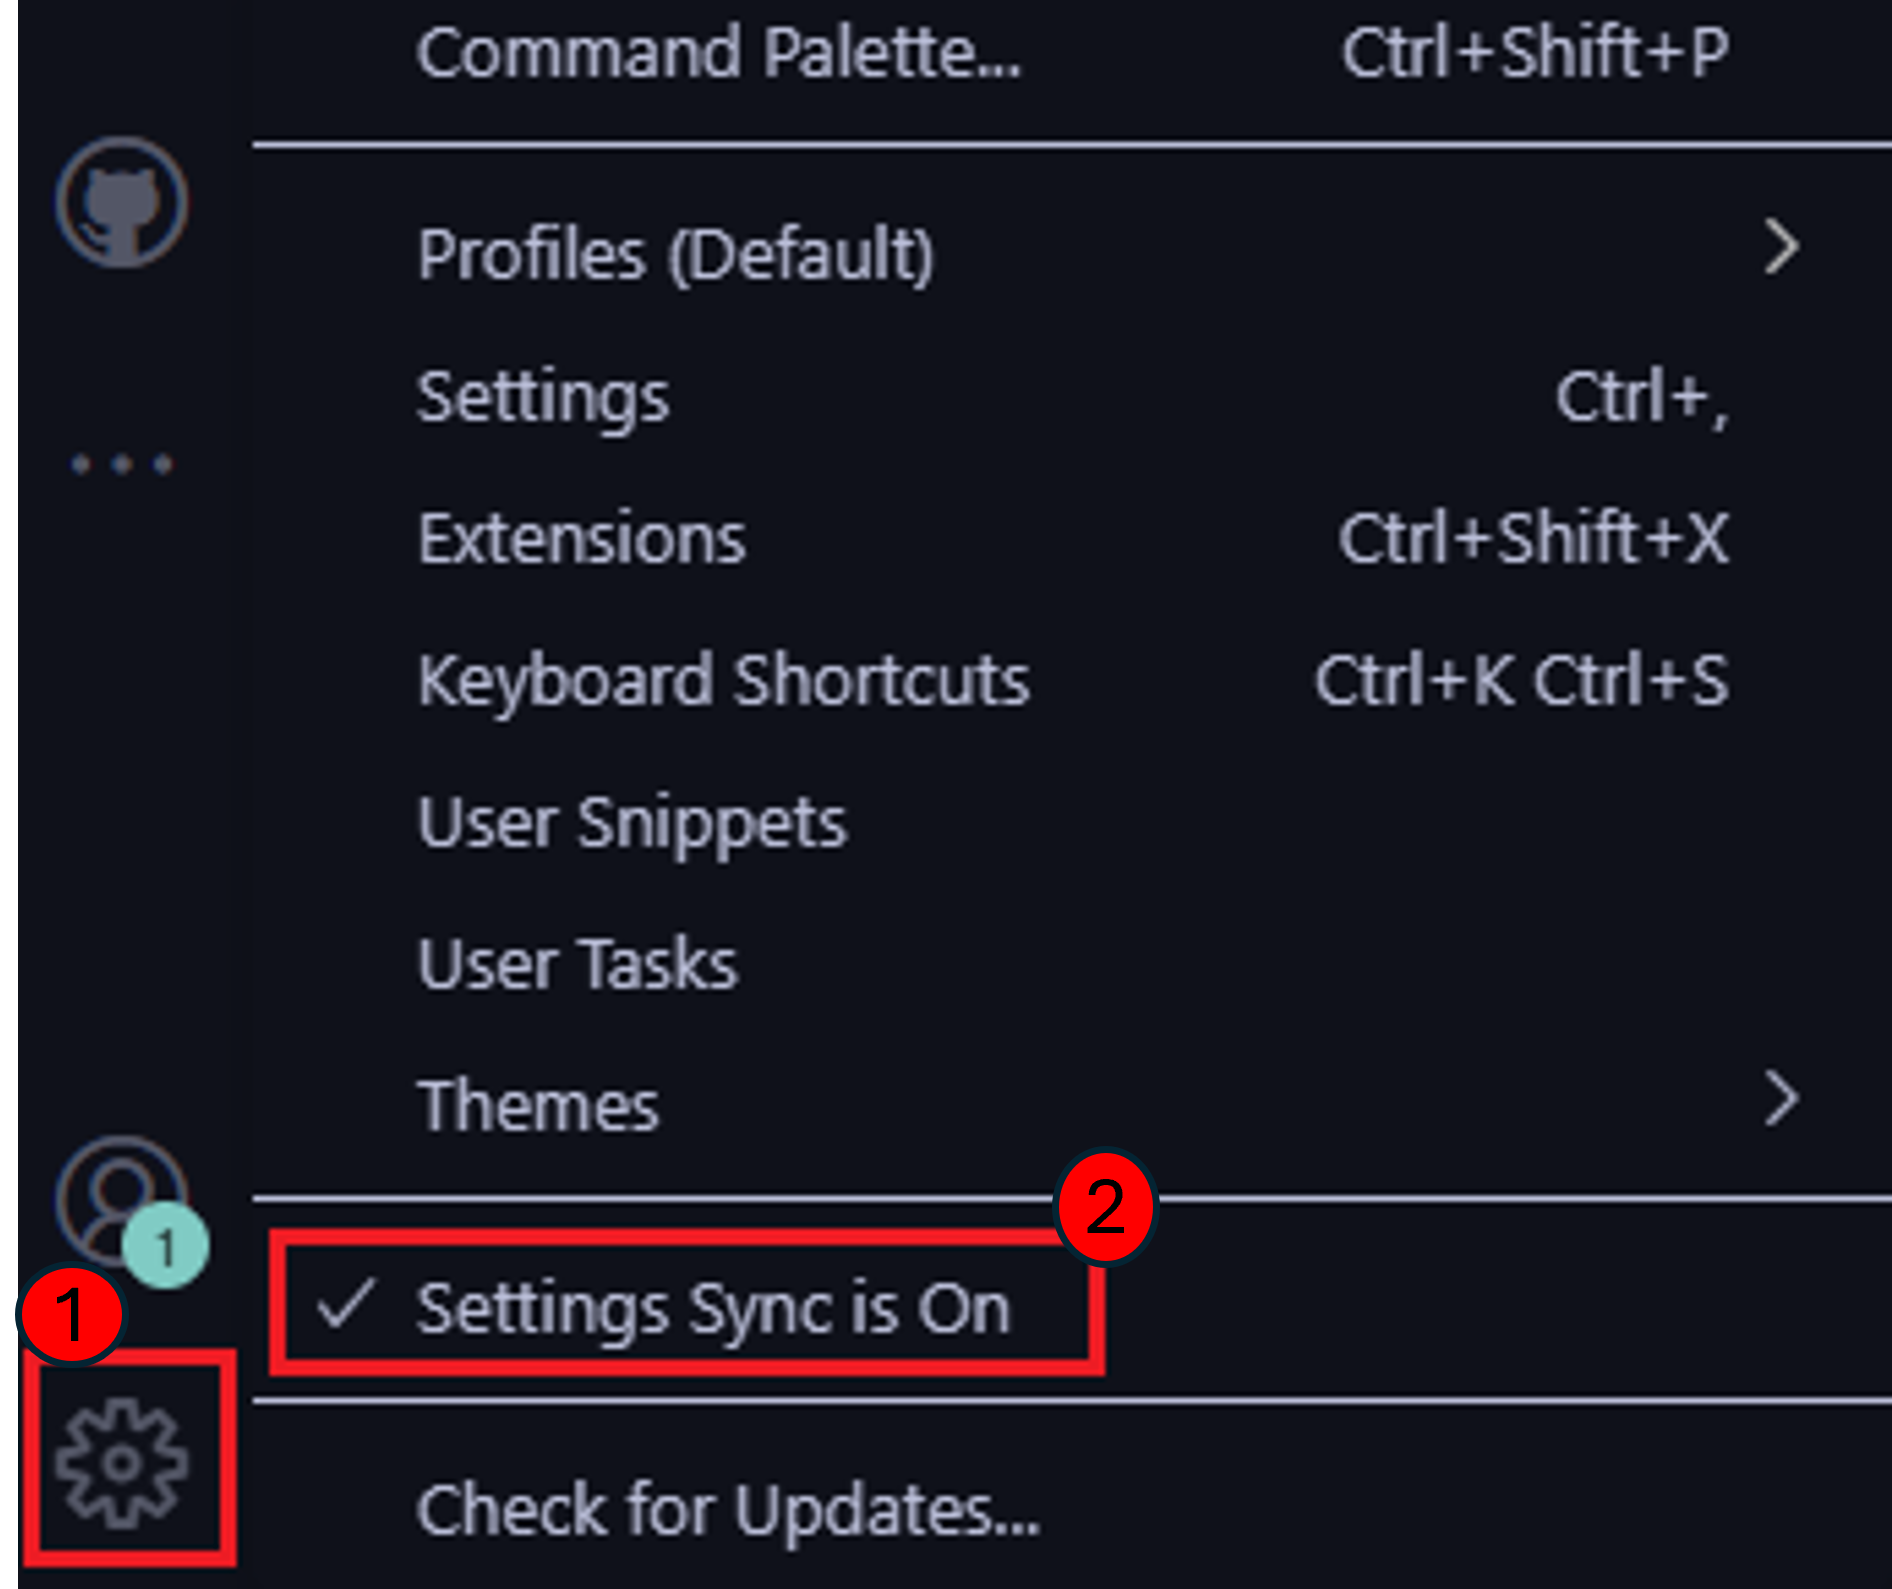 Command Palette... Ctrl+Shift+P
Profiles (Default)
Settings Ctrl+,
Extensions Ctrl+Shift+X
Keyboard Shortcuts Ctrl+K Ctrl+S
User Snippets
User Tasks
Themes
2
1
Settings Sync is On
1
Check for Updates...